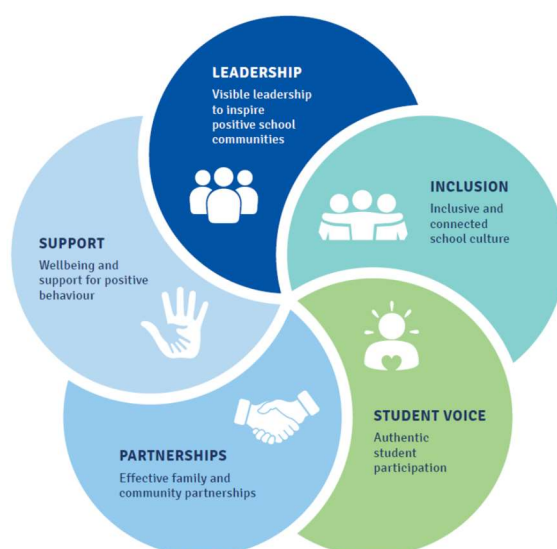 LEADERSHIP
Visible leadership
to inspire
positive school
communities
INCLUSION
Inclusive and
connected
school culture
STUDENT VOICE
Authentic
student
participation
PARTNERSHIPS
Effective family and
community partnerships
SUPPORT
Wellbeing and
support for positive
behaviour